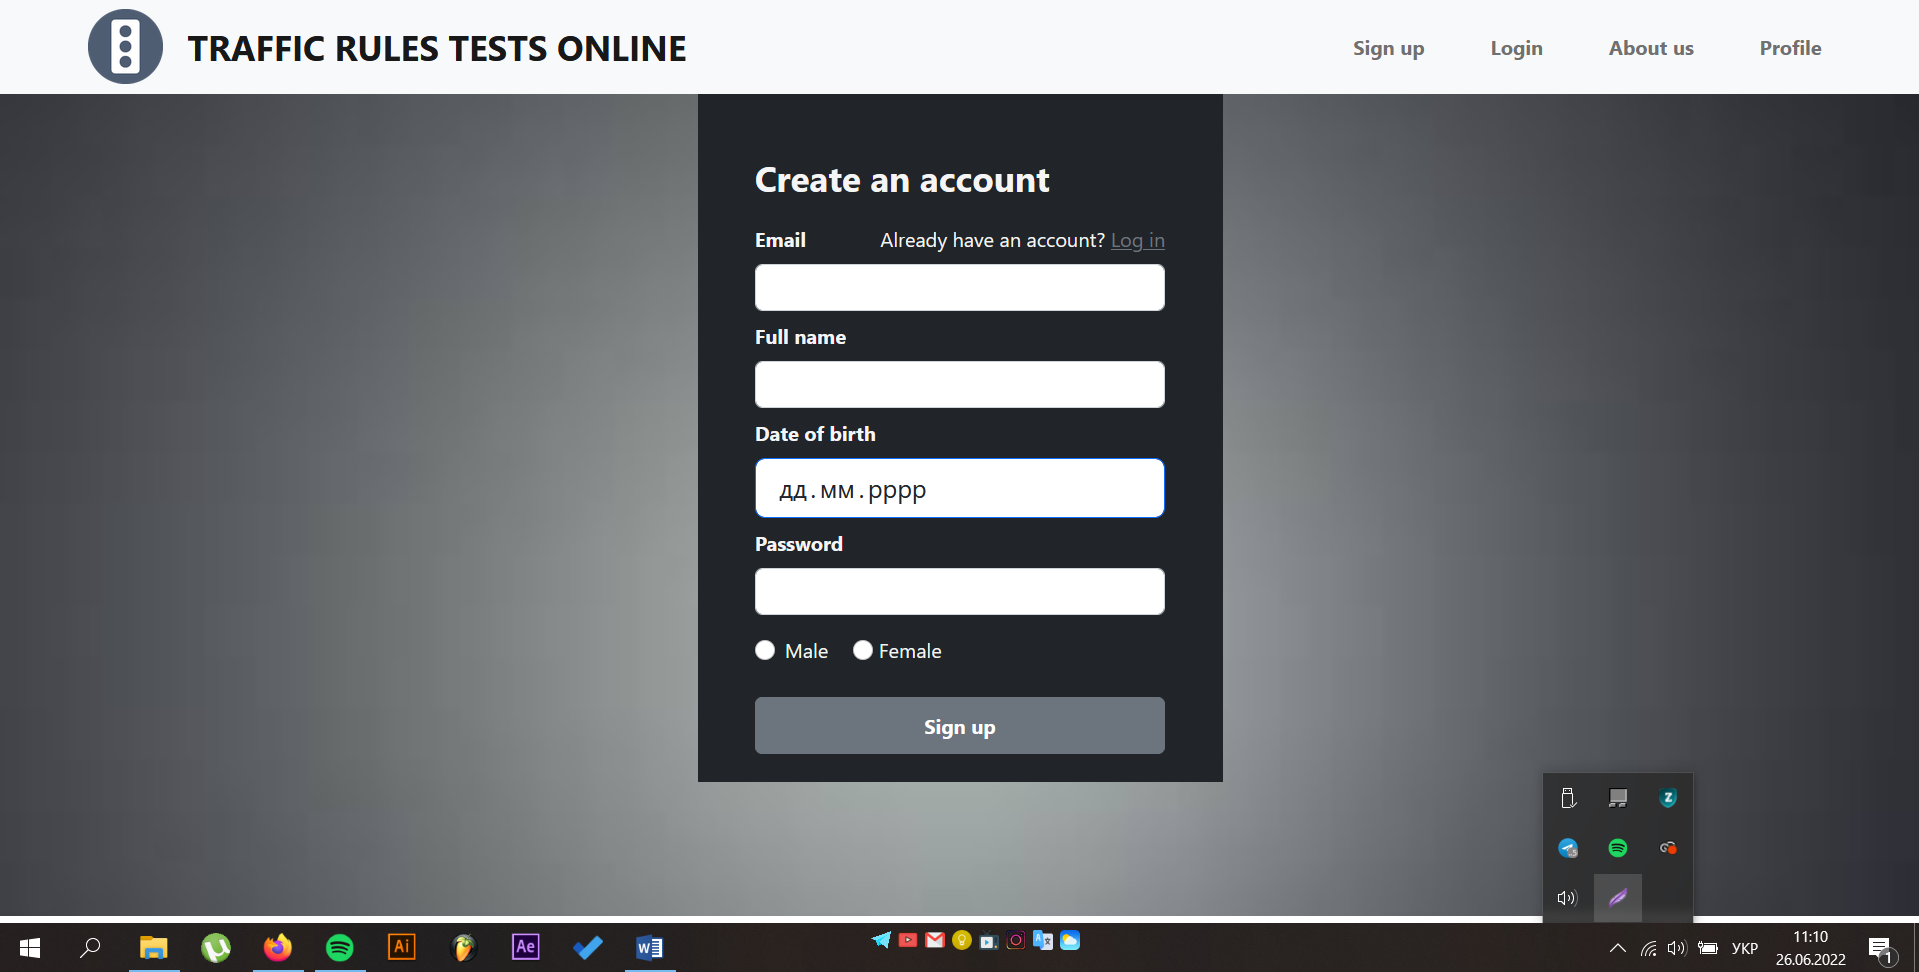 TRAFFIC RULES TESTS ONLINE
Sign up
Login
About us
Profile
Create an account
Email
Already have an account? Log in
Full name
Date of birth
дд.мм.рррр
Password
Male
Female
Sign up
Z
Ai
Ae
W
УКР
11:10
26.06.2022
1